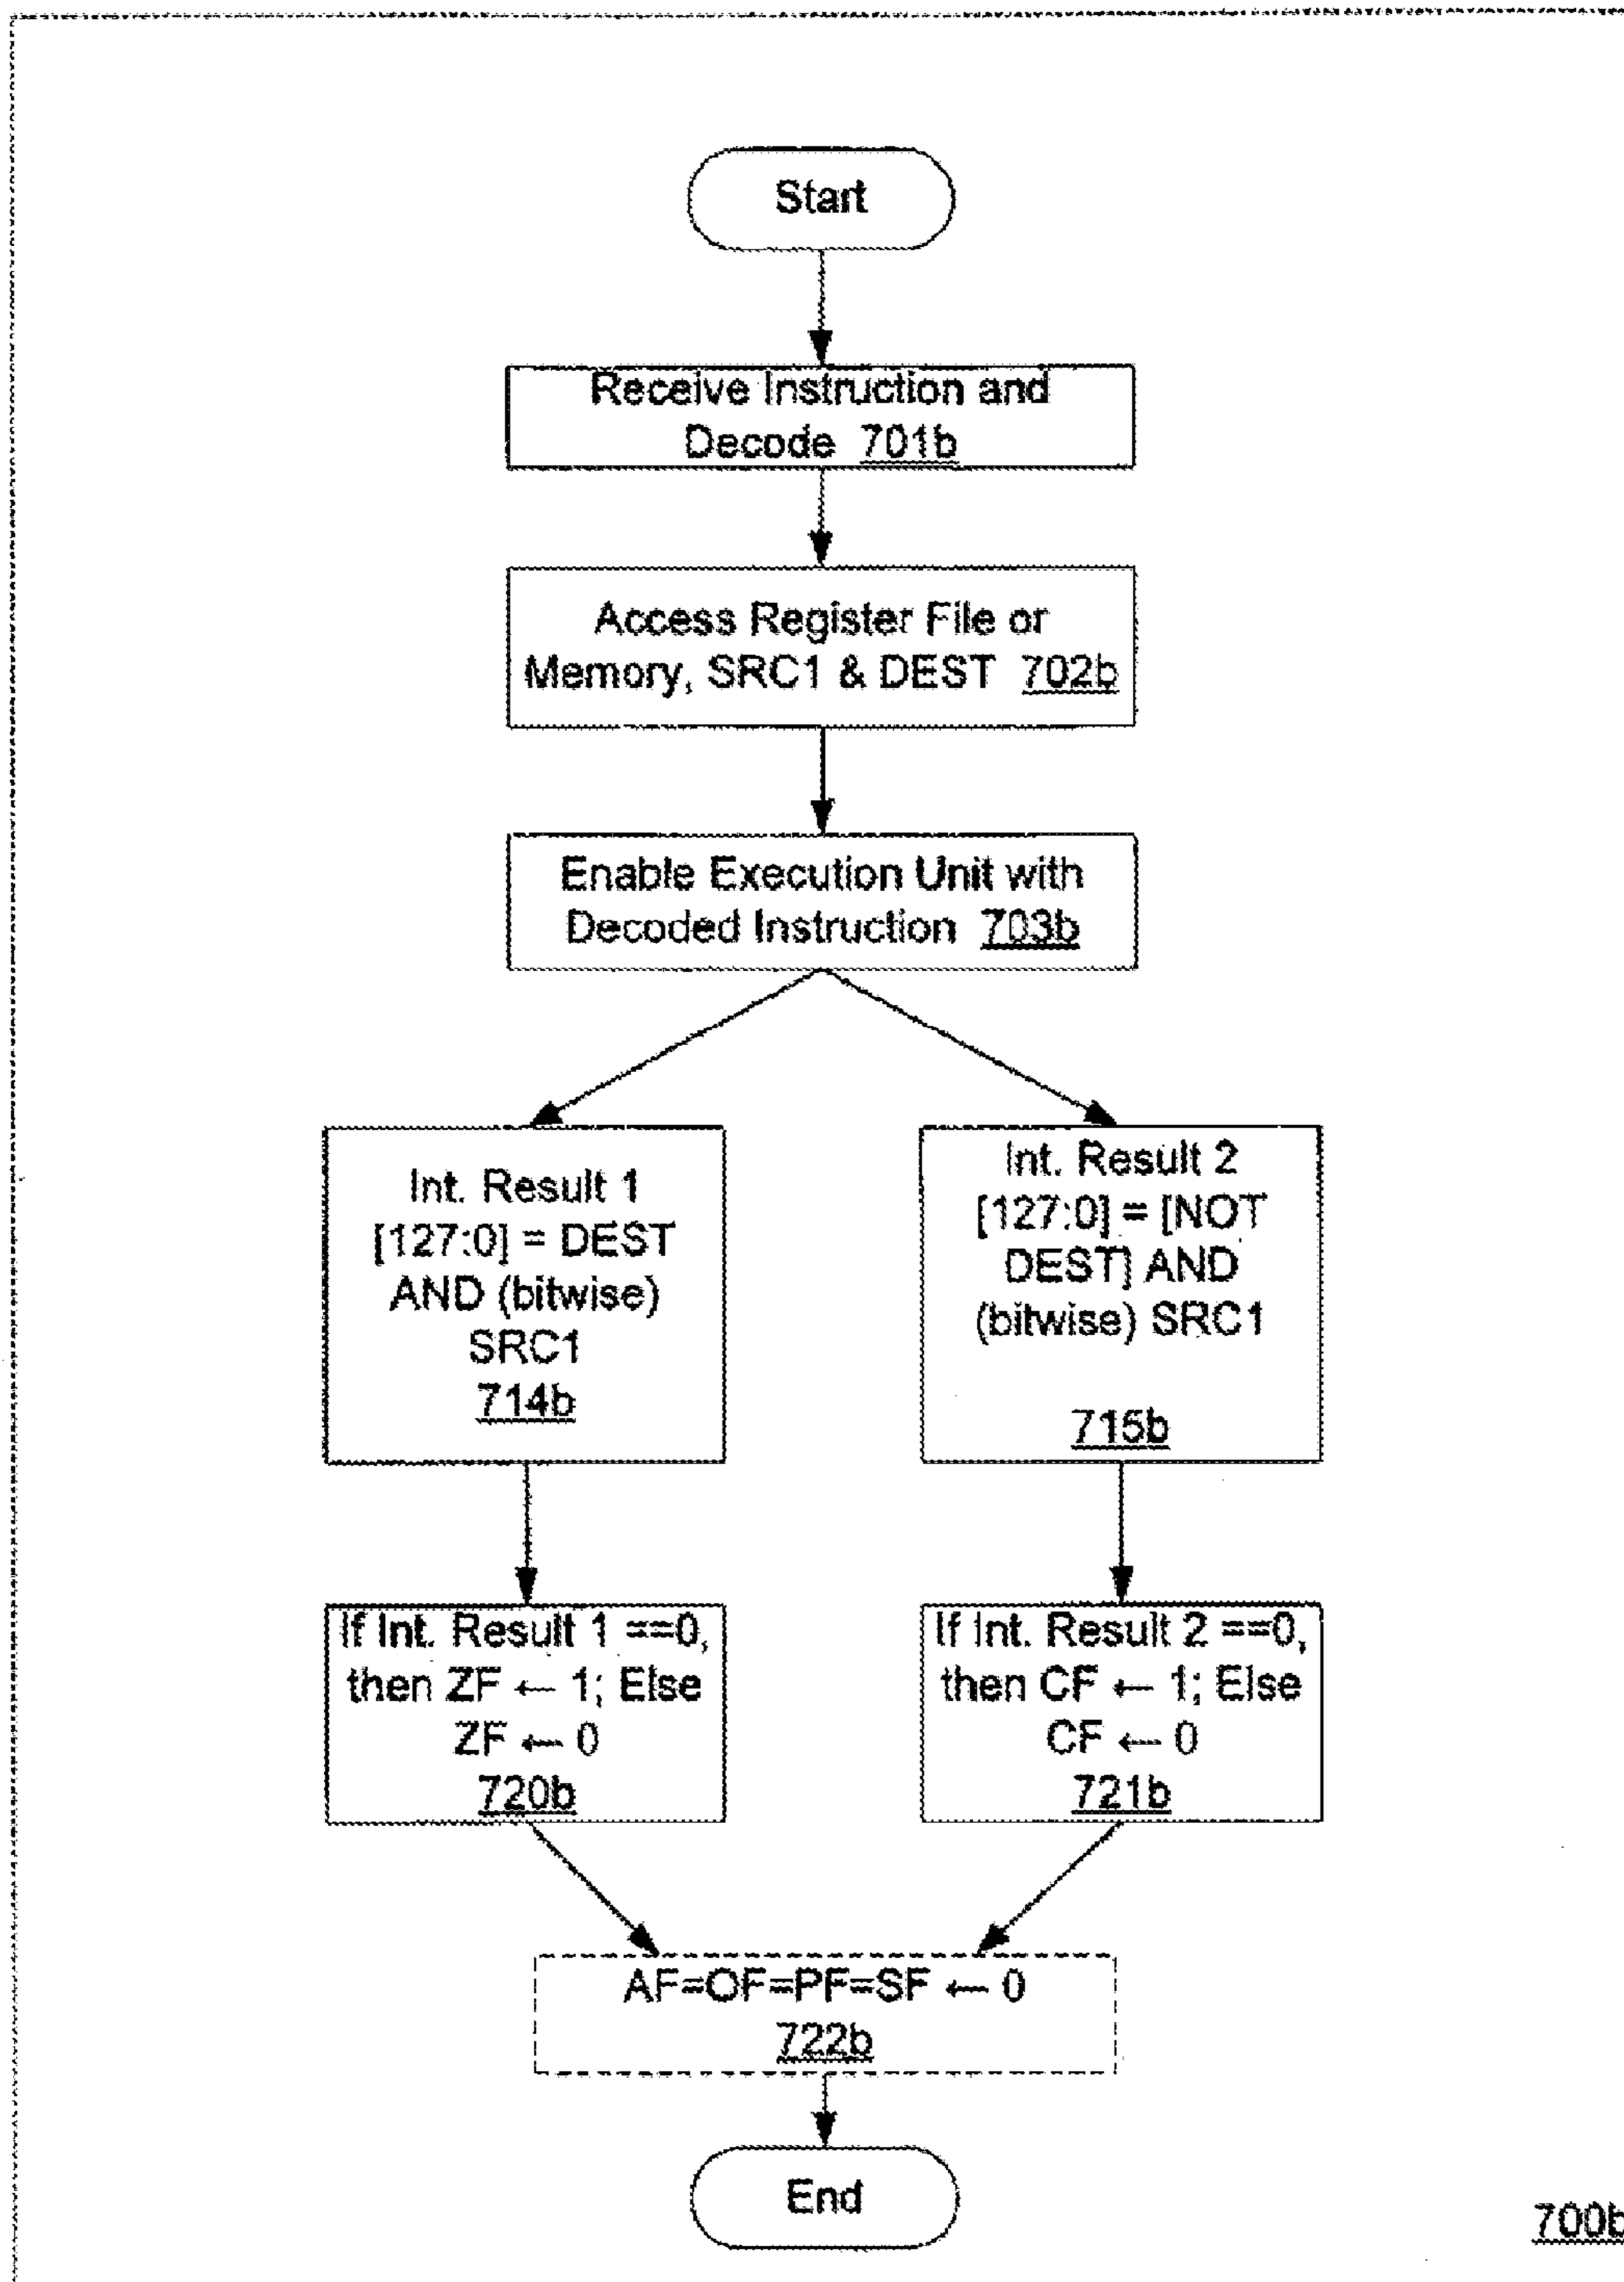 Start
Receive Instruction and
Decode 701b
Access Register File or
Memory, SRC1 & DEST 702b
Enable Execution Unit with
Decoded Instruction 703b
Int. Result 1
[127:0] = DEST
AND (bitwise)
SRC1
714b
Int. Result 2
[127:0] = [NOT
DEST] AND
(bitwise) SRC1
715b
If Int. Result 1 ==0,
then ZF ← 1; Else
ZF ← 0
720b
If Int. Result 2 ==0,
then CF ← 1; Else
CF ← 0
721b
AF=OF=PF=SF ← 0
722b
End
700b